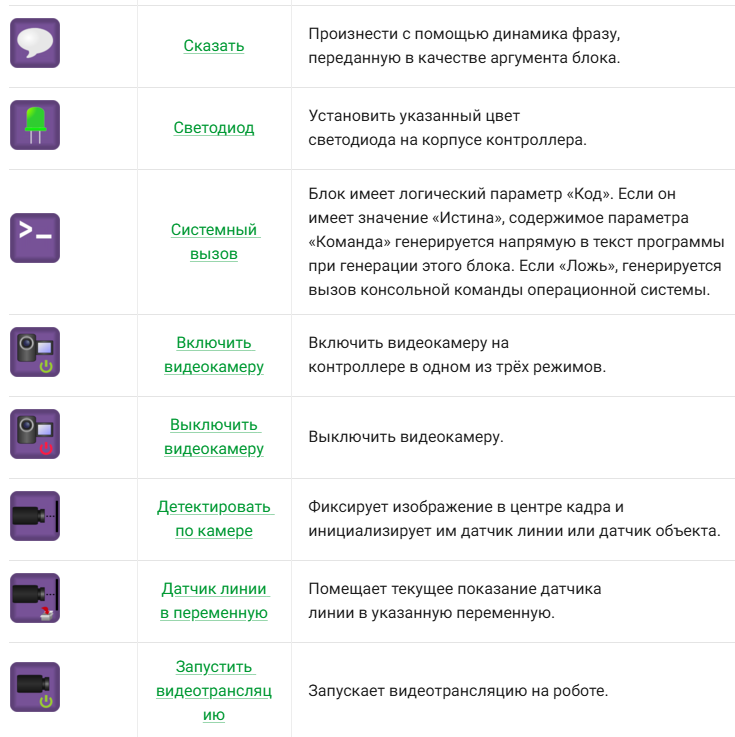 Сказать
Произнести с помощью динамика фразу,
переданную в качестве аргумента блока.
Светодиод
Установить указанный цвет
светодиода на корпусе контроллера.
Системный
вызов
Блок имеет логический параметр «Код». Если он
имеет значение «Истина», содержимое параметра
«Команда» генерируется напрямую в текст программы
при генерации этого блока. Если «Ложь», генерируется
вызов консольной команды операционной системы.
Включить
видеокамеру
Включить видеокамеру на
контроллере в одном из трёх режимов.
Выключить
видеокамеру
Выключить видеокамеру.
Детектировать
по камере
Фиксирует изображение в центре кадра и
инициализирует им датчик линии или датчик объекта.
Датчик линии
в переменную
Помещает текущее показание датчика
линии в указанную переменную.
Запустить
видеотрансляц
ию
Запускает видеотрансляцию на роботе.